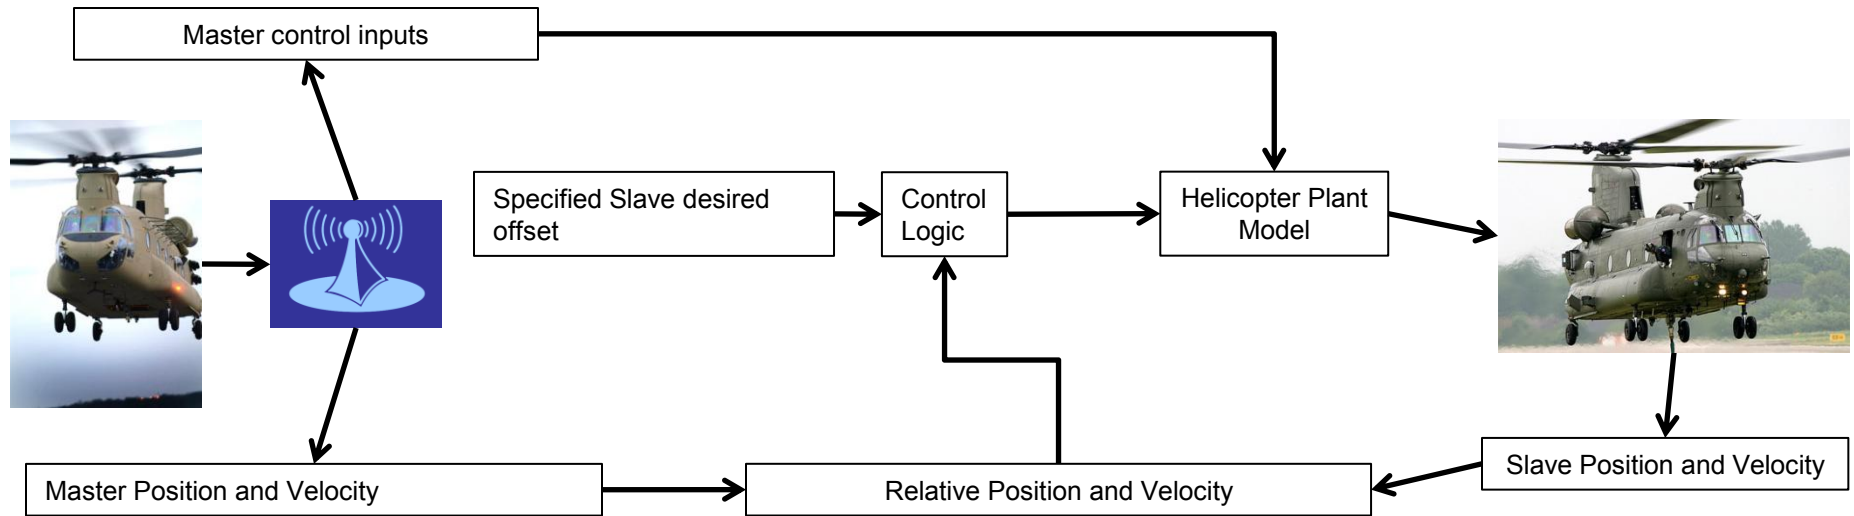 Master control inputs
Specified Slave desired
offset
Control
Logic
Helicopter Plant
Model
Master Position and Velocity
Relative Position and Velocity
Slave Position and Velocity